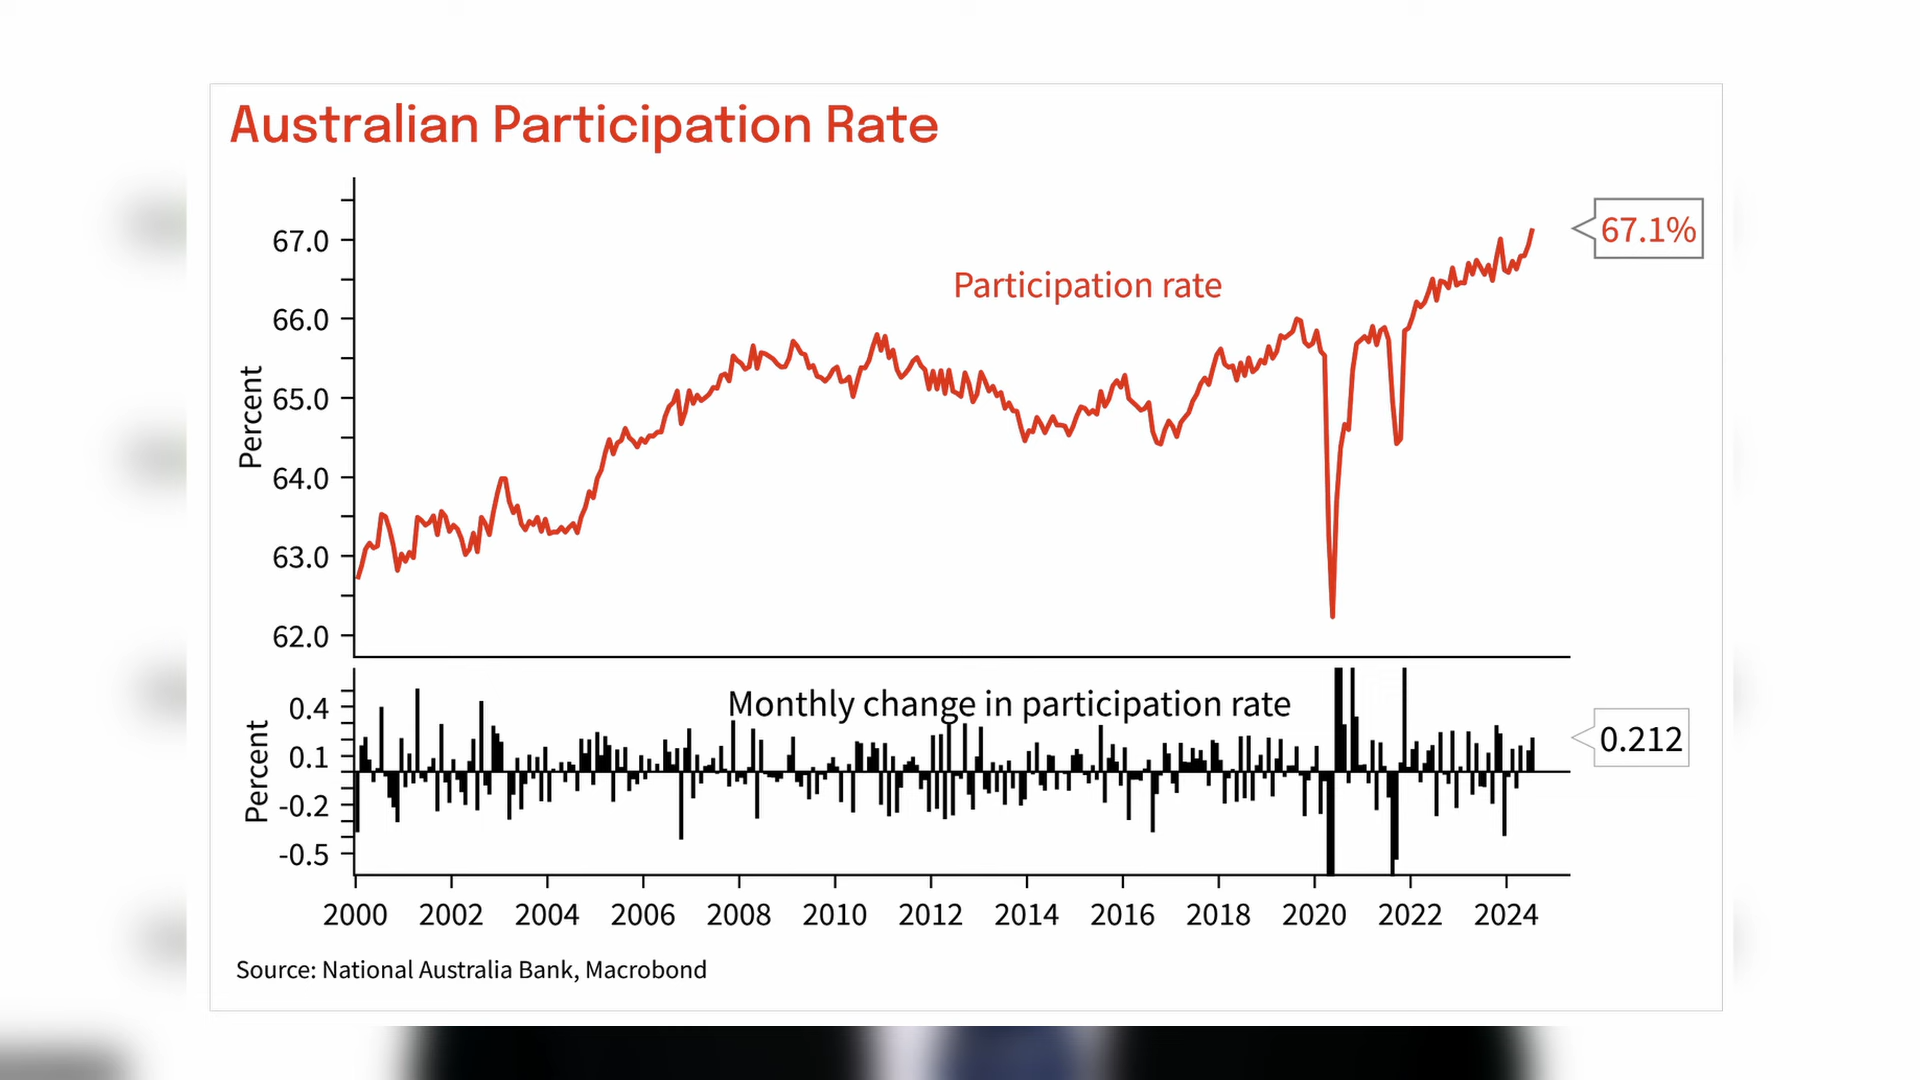 Australian Participation Rate
67.1%
67.0
Participation rate
66.0
65.0
Percent
64.0
63.0
62.0
Monthly change in participation rate
0.4
0.212
0.1
Percent
-0.2
-0.5
2000 2002 2004 2006 2008 2010 2012 2014 2016 2018 2020 2022 2024
Source: National Australia Bank, Macrobond